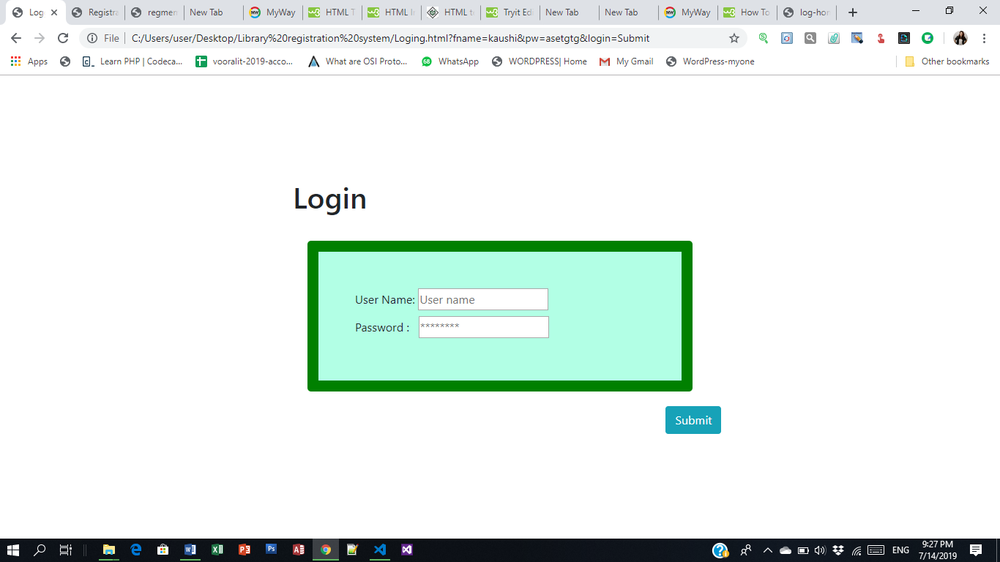 Log Registra regmen New Tab MyWay HTML T HTML I HTML t Tryit Edi New Tab New Tab MyWay How To log-hor
File C:/Users/user/Desktop/Library%20registration%20system/Loging.html?fname=kaushi&pw=asetgtg&login=Submit
Apps Learn PHP | Codeca... vooralit-2019-acco... What are OSI Proto... WhatsApp WORDPRESS| Home My Gmail WordPress-myone Other bookmarks
Login
User Name: User name
Password : ********
Submit
ENG 9:27 PM
7/14/2019